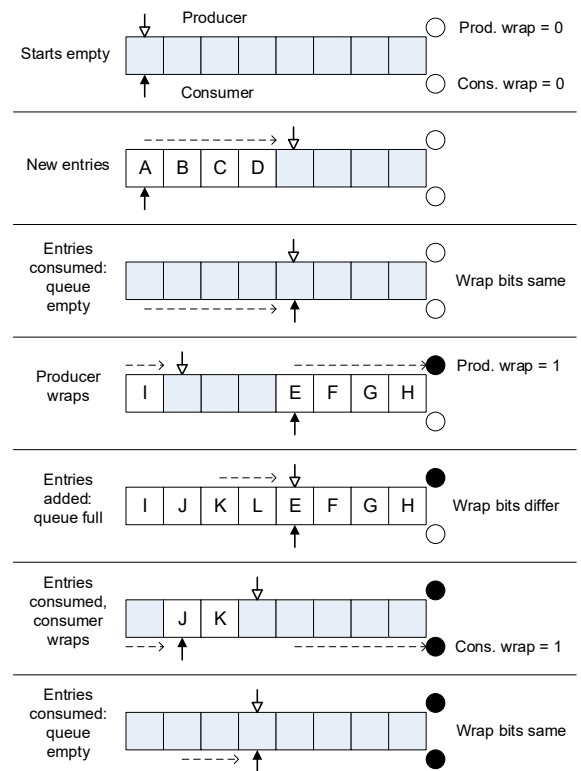 Producer
Prod. wrap = 0
Starts empty
Cons. wrap = 0
Consumer
New entries
A B C D
Entries
consumed:
queue
empty
Wrap bits same
Prod. wrap = 1
Producer
wraps
I E F G H
Entries
added:
queue full
I J K L E F G H
Wrap bits differ
Entries
consumed,
consumer
wraps
J K
Cons. wrap = 1
Entries
consumed:
queue
empty
Wrap bits same